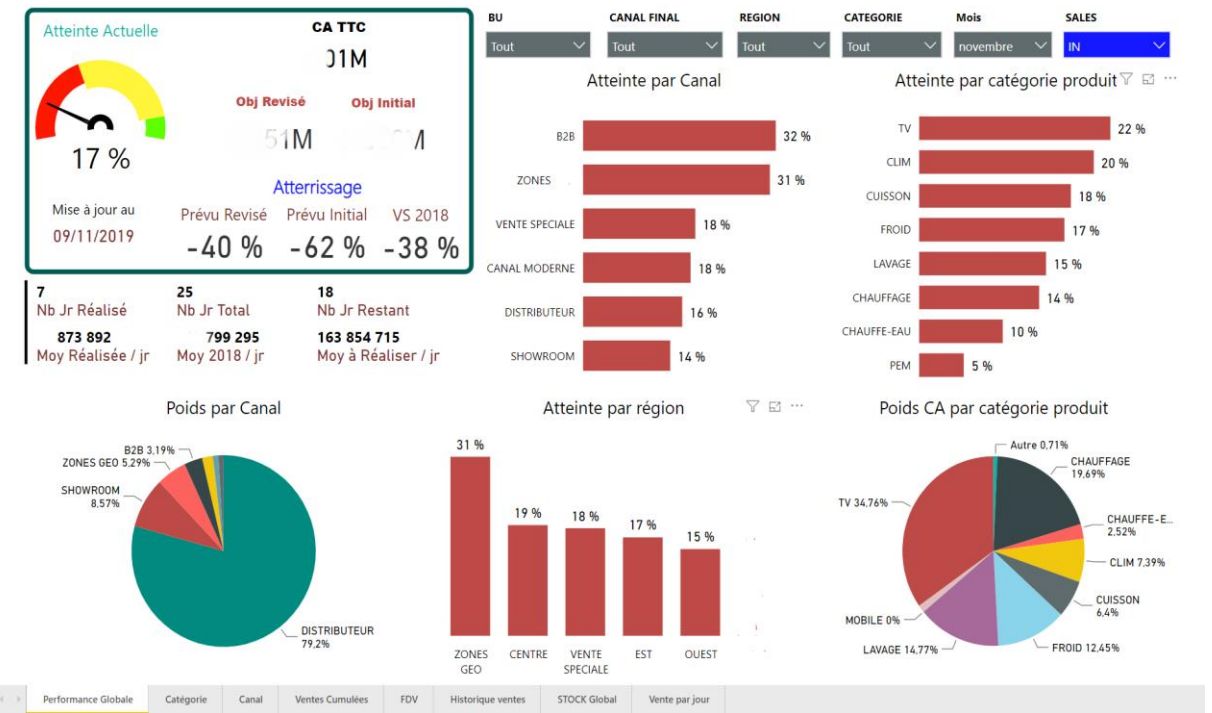 Atteinte Actuelle
CA TTC
01M
Obj Revisé
Obj Initial
51M
M
17 %
Atterrissage
Mise à jour au
09/11/2019
Prévu Revisé
Prévu Initial
VS 2018
-40 %
-62 %
-38 %
7
Nb Jr Réalisé
25
Nb Jr Total
18
Nb Jr Restant
873 892
Moy Réalisée / jr
799 295
Moy 2018 / jr
163 854 715
Moy à Réaliser / jr
BU
Tout
CANAL FINAL
Tout
REGION
Tout
CATEGORIE
Tout
Mois
novembre
SALES
IN
Atteinte par Canal
B2B 32 %
ZONES 31 %
VENTE SPECIALE 18 %
CANAL MODERNE 18 %
DISTRIBUTEUR 16 %
SHOWROOM 14 %
Atteinte par catégorie produit
TV 22 %
CLIM 20 %
CUISSON 18 %
FROID 17 %
LAVAGE 15 %
CHAUFFAGE 14 %
CHAUFFE-EAU 10 %
PEM 5 %
Poids par Canal
B2B 3,19%
ZONES GEO 5,29%
SHOWROOM
8,57%
DISTRIBUTEUR
79,2%
Atteinte par région
31 %
19 %
18 %
17 %
15 %
ZONES
GEO
CENTRE
VENTE
SPECIALE
EST
OUEST
Poids CA par catégorie produit
Autre 0,71%
CHAUFFAGE
19,69%
CHAUFFE-E...
2,52%
CLIM 7,39%
CUISSON
6,4%
FROID 12,45%
LAVAGE 14,77%
MOBILE 0%
TV 34,76%
Performance Globale
Catégorie
Canal
Ventes Cumulées
FDV
Historique ventes
STOCK Global
Vente par jour